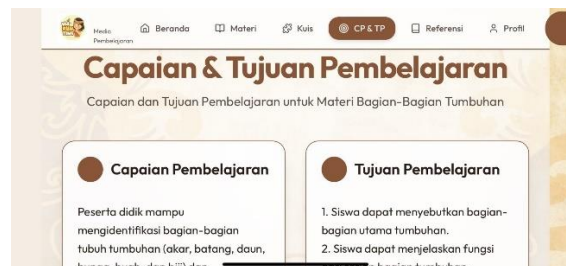 Media
Pembelajaran
Beranda
Materi
Kuis
CP & TP
Referensi
Profil
Capaian & Tujuan Pembelajaran
Capaian dan Tujuan Pembelajaran untuk Materi Bagian-Bagian Tumbuhan
Capaian Pembelajaran
Peserta didik mampu
mengidentifikasi bagian-bagian
tubuh tumbuhan (akar, batang, daun,
Tujuan Pembelajaran
1. Siswa dapat menyebutkan bagian-
bagian utama tumbuhan.
2. Siswa dapat menjelaskan fungsi